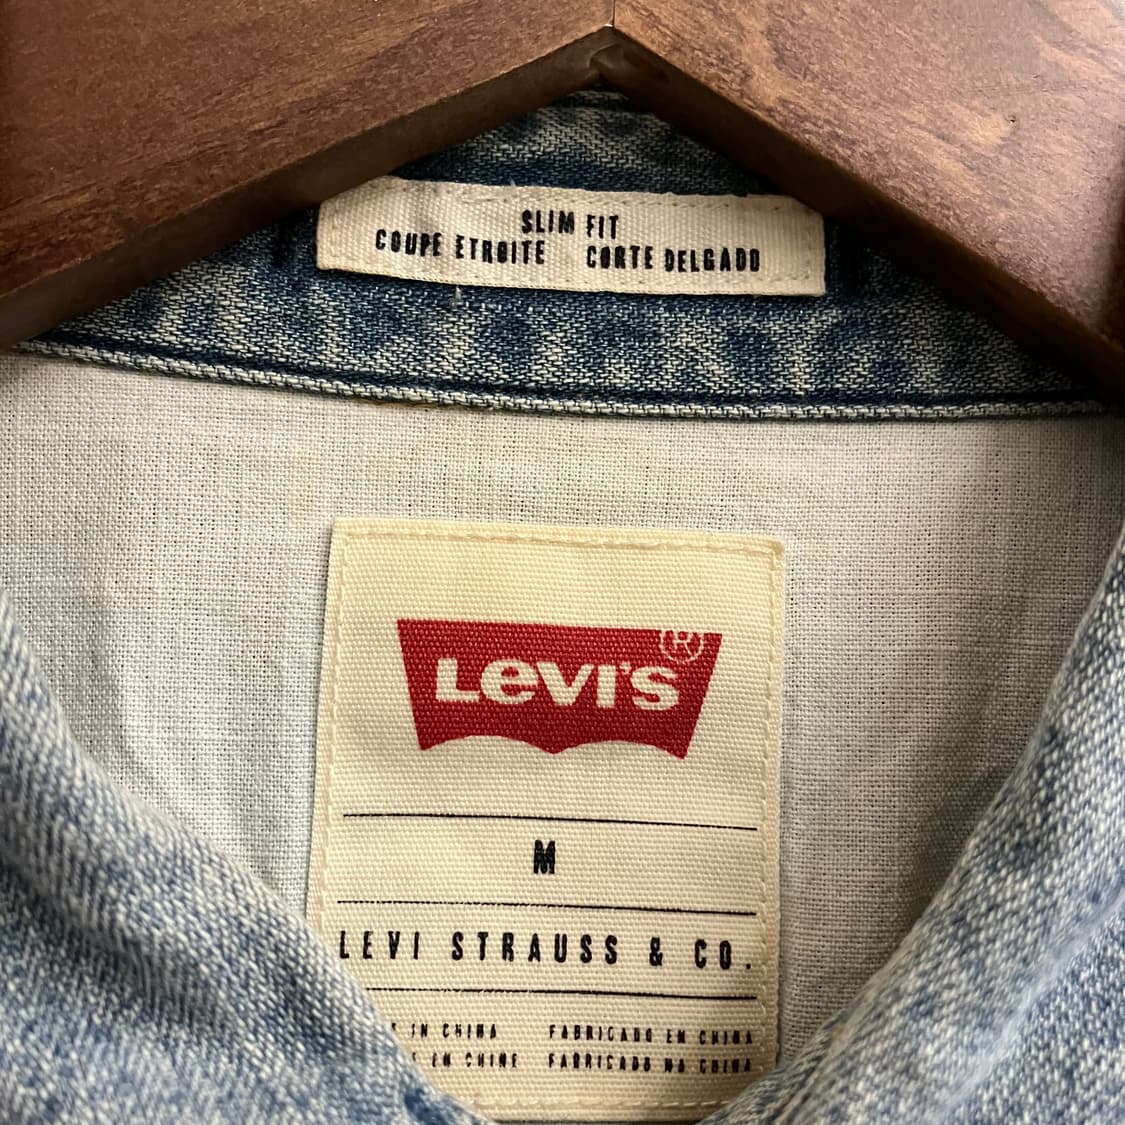 SLIM FIT
COUPE ETROITE CORTE DELGADO
LEVI'S®
M
LEVI STRAUSS & CO.
IN CHINA FABRICADO EM CHINA
EN CHINE FABRICADO NA CHINA